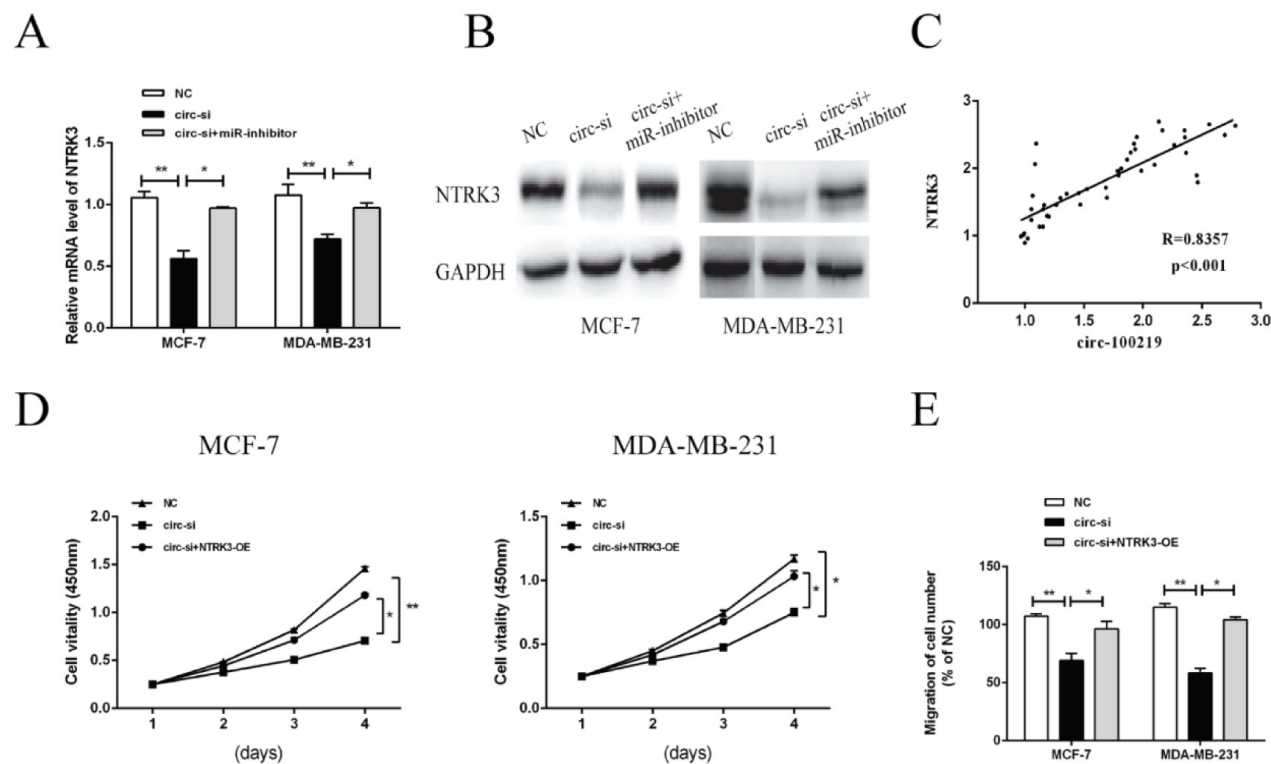 A
NC
circ-si
circ-si+miR-inhibitor
Relative mRNA level of NTRK3
1.5
1.0
0.5
0.0
** * ** *
MCF-7 MDA-MB-231
B
NC circ-si circ-si+ miR-inhibitor NC circ-si circ-si+ miR-inhibitor
NTRK3
GAPDH
MCF-7 MDA-MB-231
C
NTRK3
3
2
1
0
R=0.8357
p<0.001
1.0 1.5 2.0 2.5 3.0
circ-100219
D
MCF-7
NC
circ-si
circ-si+NTRK3-OE
Cell vitality (450nm)
2.0
1.5
1.0
0.5
0.0
* **
1 2 3 4
(days)
MDA-MB-231
NC
circ-si
circ-si+NTRK3-OE
Cell vitality (450nm)
1.5
1.0
0.5
0.0
* *
1 2 3 4
(days)
E
NC
circ-si
circ-si+NTRK3-OE
Migration of cell number
(% of NC)
150
100
50
0
** * ** *
MCF-7 MDA-MB-231